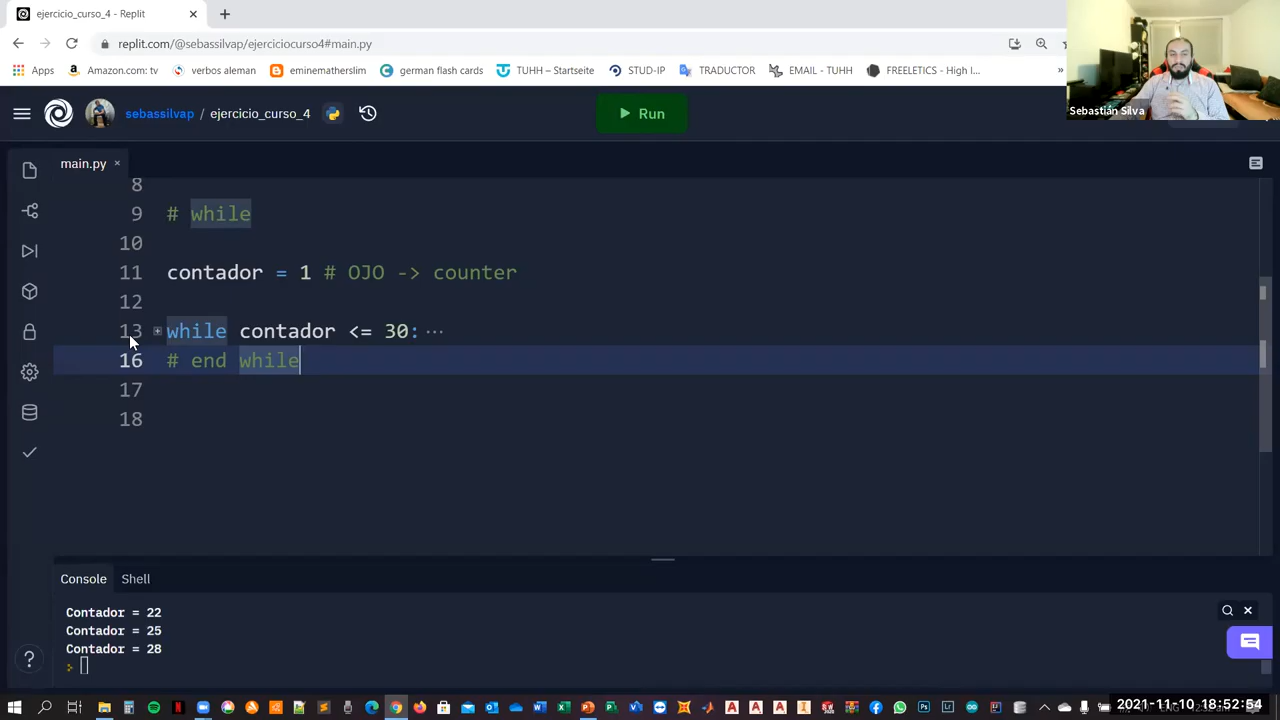 ejercicio_curso_4 - Replit
replit.com/@sebassilvap/ejerciciocurso4#main.py
Apps Amazon.com: tv verbos aleman eminematherslim german flash cards TUHH – Startseite STUD-IP TRADUCTOR EMAIL - TUHH FREELETICS - High I... »
Sebastián Silva
sebassilvap / ejercicio_curso_4 Run
main.py
8
9 # while
10
11 contador = 1 # OJO -> counter
12
13 while contador <= 30: ...
16 # end while
17
18
Console Shell
Contador = 22
Contador = 25
Contador = 28
2021-11-10 18:52:54